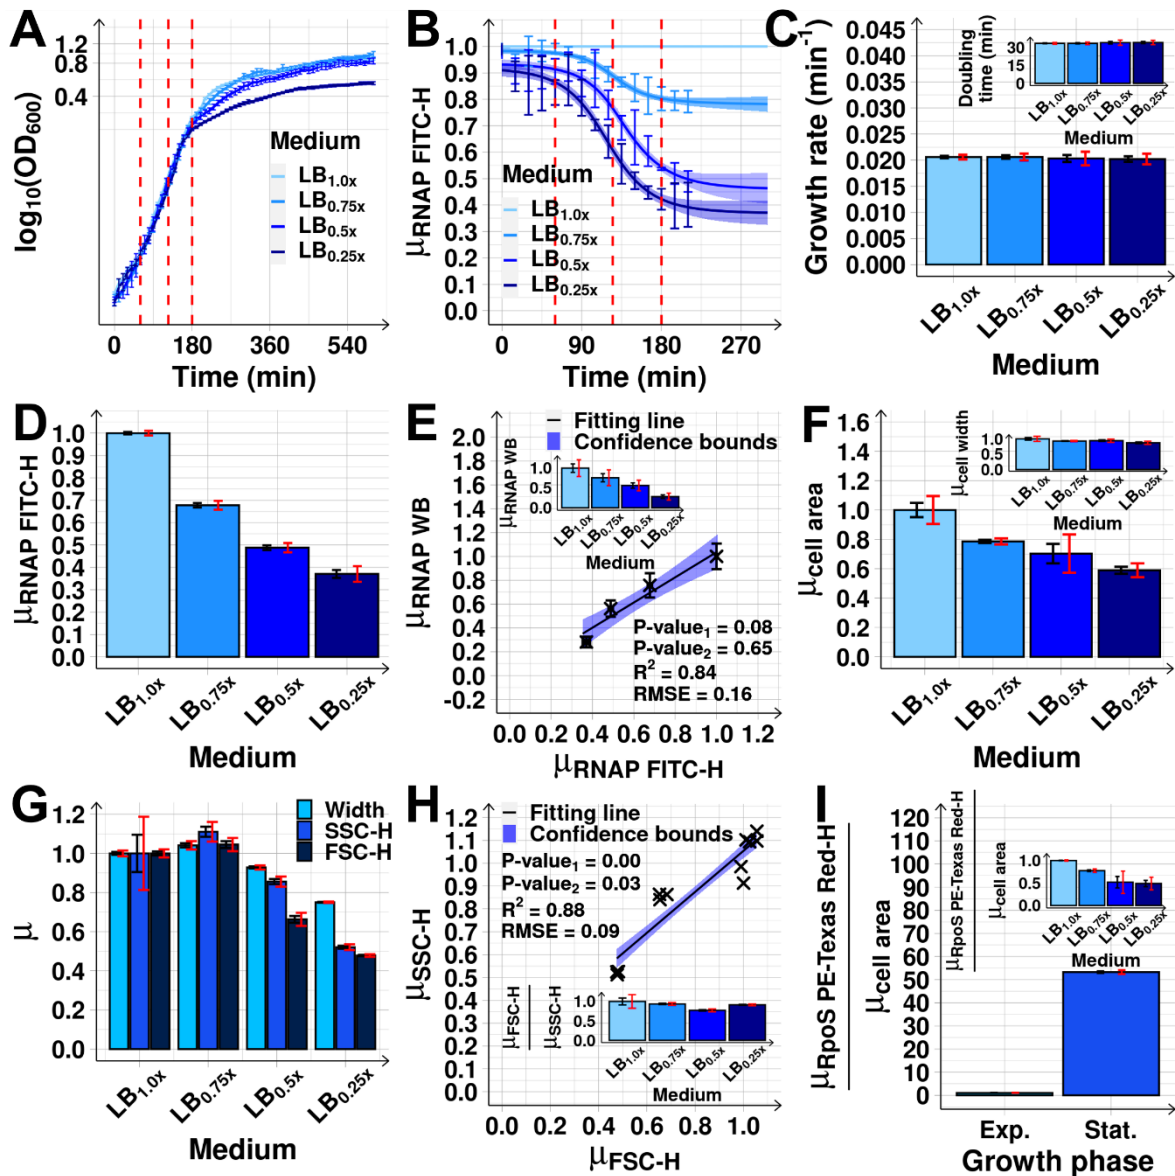 A
log10(OD600)
1.2
0.8
0.4
Medium
LB1.0x
LB0.75x
LB0.5x
LB0.25x
0 180 360 540
Time (min)
B
μRNAP FITC-H
1.0
0.9
0.8
0.7
0.6
0.5
0.4
0.3
0.2
0.1
0.0
Medium
LB1.0x
LB0.75x
LB0.5x
LB0.25x
0 90 180 270
Time (min)
C
Growth rate (min-1)
0.045
0.040
0.035
0.030
0.025
0.020
0.015
0.010
0.005
0.000
Doubling
time (min)
30
15
0
LB1.0x LB0.75x LB0.5x LB0.25x
Medium
LB1.0x LB0.75x LB0.5x LB0.25x
Medium
D
μRNAP FITC-H
1.0
0.9
0.8
0.7
0.6
0.5
0.4
0.3
0.2
0.1
0.0
LB1.0x LB0.75x LB0.5x LB0.25x
Medium
E
Fitting line
Confidence bounds
μRNAP WB
2.0
1.8
1.6
1.4
1.2
1.0
0.8
0.6
0.4
0.2
0.0
-0.2
μRNAP WB
1.0
0.5
0.0
LB1.0x LB0.75x LB0.5x LB0.25x
Medium
P-value1 = 0.08
P-value2 = 0.65
R2 = 0.84
RMSE = 0.16
0.0 0.2 0.4 0.6 0.8 1.0 1.2
μRNAP FITC-H
F
μcell area
1.6
1.4
1.2
1.0
0.8
0.6
0.4
0.2
0.0
μcell width
1.0
0.5
0.0
LB1.0x LB0.75x LB0.5x LB0.25x
Medium
LB1.0x LB0.75x LB0.5x LB0.25x
Medium
G
μ
1.2
1.0
0.8
0.6
0.4
0.2
0.0
Width
SSC-H
FSC-H
LB1.0x LB0.75x LB0.5x LB0.25x
Medium
H
Fitting line
Confidence bounds
μSSC-H
1.2
1.1
1.0
0.9
0.8
0.7
0.6
0.5
0.4
0.3
0.2
0.1
0.0
P-value1 = 0.00
P-value2 = 0.03
R2 = 0.88
RMSE = 0.09
μFSC-H
μSSC-H
1.0
0.5
0.0
LB1.0x LB0.75x LB0.5x LB0.25x
Medium
0.0 0.2 0.4 0.6 0.8 1.0
μFSC-H
I
μRpoS PE-Texas Red-H
μcell area
120
110
100
90
80
70
60
50
40
30
20
10
0
μRpoS PE-Texas Red-H
μcell area
1.0
0.5
0.0
LB1.0x LB0.75x LB0.5x LB0.25x
Medium
Exp. Stat.
Growth phase